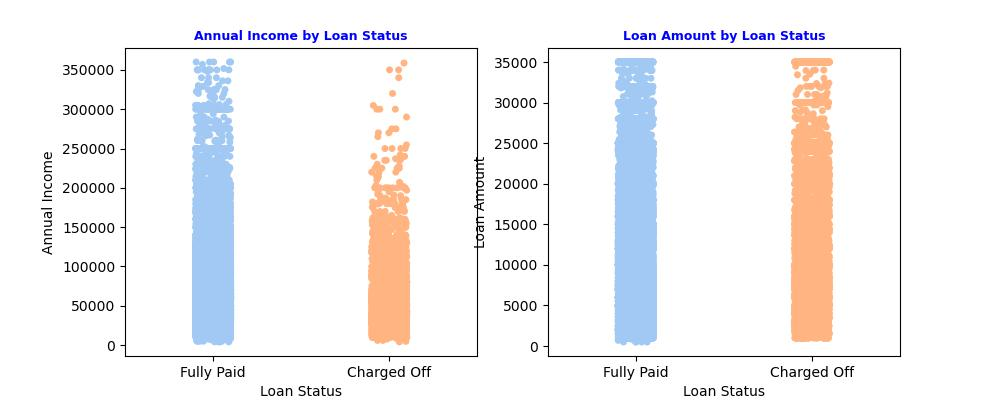 Annual Income by Loan Status
Annual Income
350000
300000
250000
200000
150000
100000
50000
0
Fully Paid
Charged Off
Loan Status
Loan Amount by Loan Status
Loan Amount
35000
30000
25000
20000
15000
10000
5000
0
Fully Paid
Charged Off
Loan Status